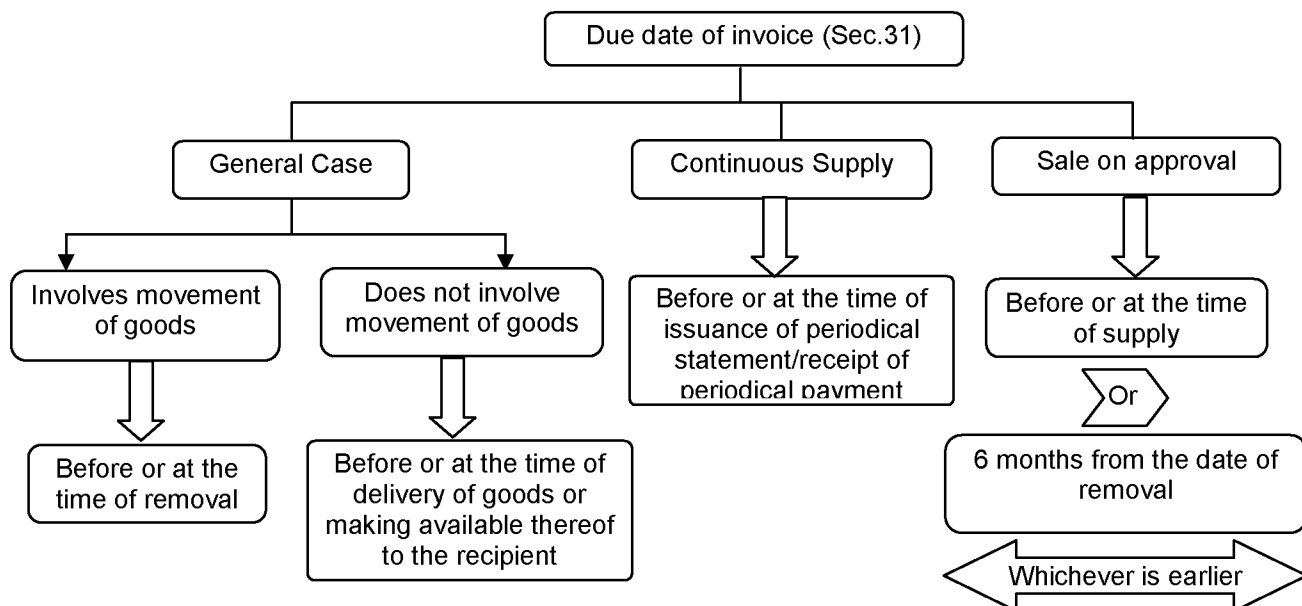 Due date of invoice (Sec.31)
General Case
Continuous Supply
Sale on approval
Involves movement
of goods
Does not involve
movement of goods
Before or at the time of
issuance of periodical
statement/receipt of
periodical payment
Before or at the time
of supply
Or
Before or at the
time of removal
Before or at the time of
delivery of goods or
making available thereof
to the recipient
6 months from the date of
removal
Whichever is earlier